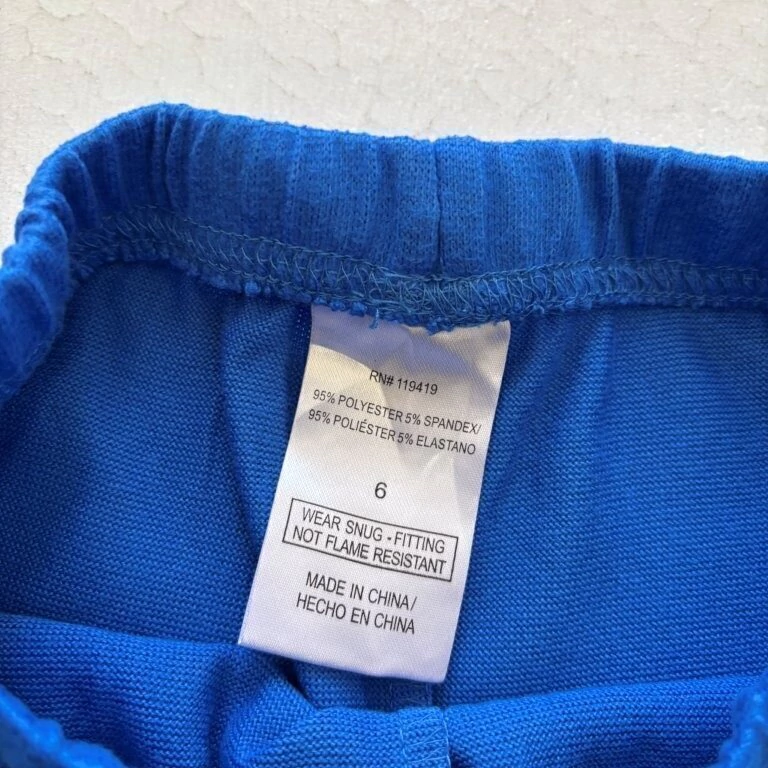 RN# 119419
95% POLYESTER 5% SPANDEX/
95% POLIÉSTER 5% ELASTANO
6
WEAR SNUG - FITTING
NOT FLAME RESISTANT
MADE IN CHINA/
HECHO EN CHINA